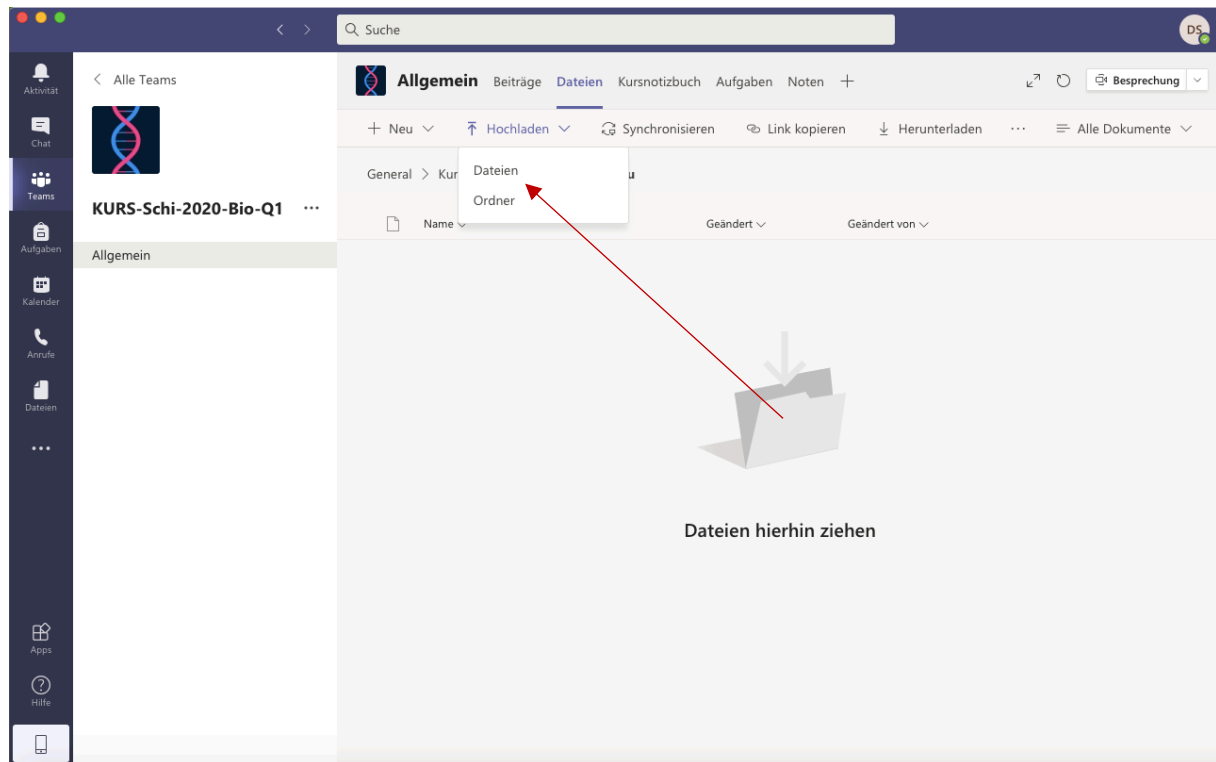 Suche
DS
Aktivität
Chat
Teams
Aufgaben
Kalender
Anrufe
Dateien
Apps
Hilfe
Alle Teams
KURS-Schi-2020-Bio-Q1
Allgemein
Allgemein Beiträge Dateien Kursnotizbuch Aufgaben Noten
Besprechung
Neu Hochladen Synchronisieren Link kopieren Herunterladen ... Alle Dokumente
General > Kur
Dateien
Ordner
Name Geändert Geändert von
Dateien hierhin ziehen